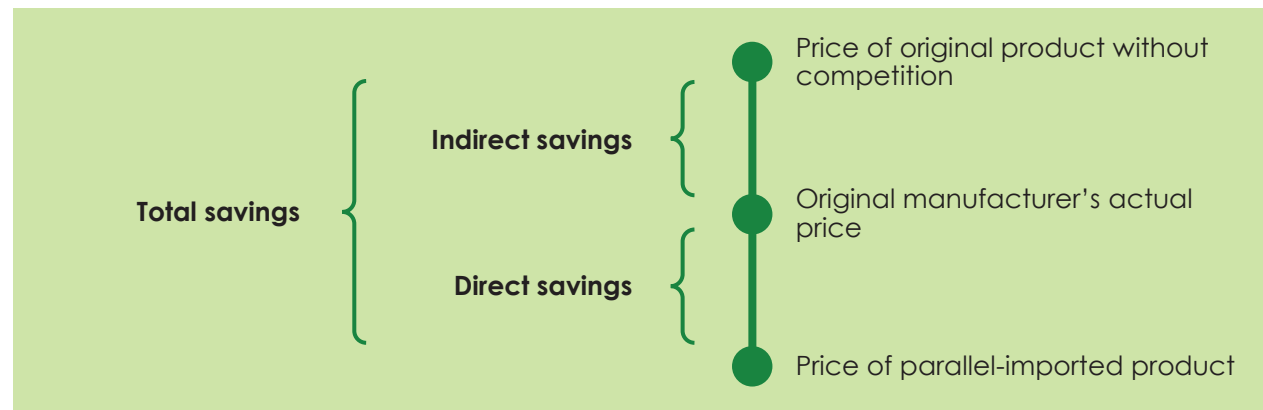 Price of original product without
competition
Indirect savings
Original manufacturer’s actual
price
Total savings
Direct savings
Price of parallel-imported product